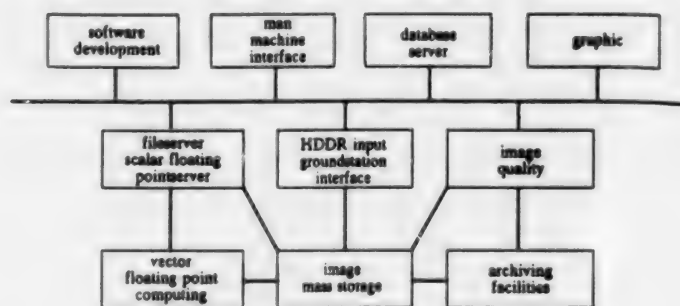 software
development
man
machine
interface
database
server
graphic
fileserver
scalar floating
pointserver
HDDR input
groundstation
interface
image
quality
vector
floating point
computing
image
mass storage
archiving
facilities